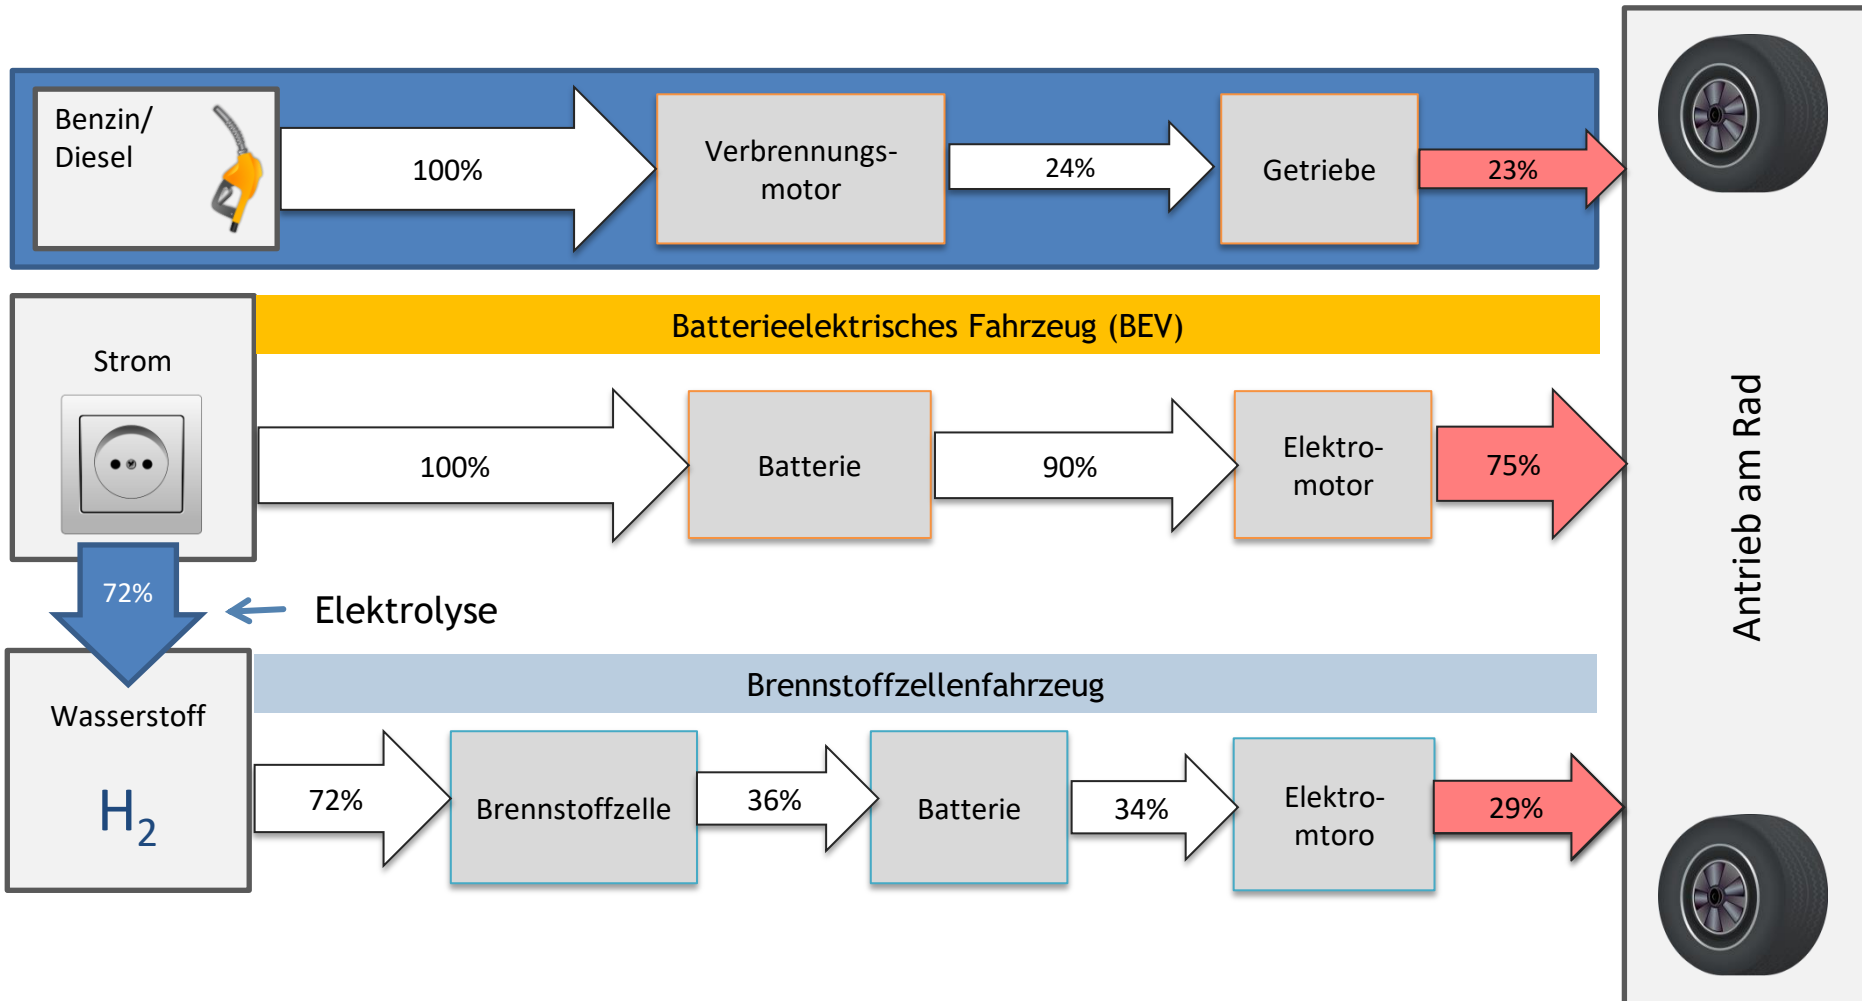 Benzin/
Diesel
100%
Verbrennungs-
motor
24%
Getriebe
23%
Batterieelektrisches Fahrzeug (BEV)
Strom
100%
Batterie
90%
Elektro-
motor
75%
Antrieb am Rad
72%
Elektrolyse
Brennstoffzellenfahrzeug
Wasserstoff
H₂
72%
Brennstoffzelle
36%
Batterie
34%
Elektro-
mtoro
29%